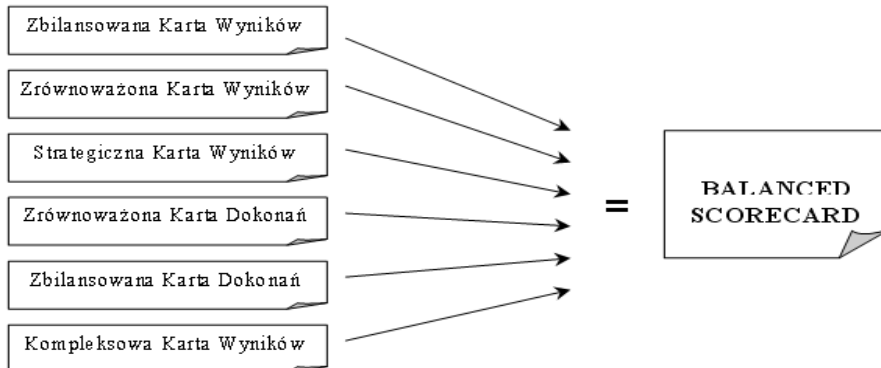 Zbilansowana Karta Wyników
Zrównoważona Karta Wyników
Strategiczna Karta Wyników
Zrównoważona Karta Dokonań
Zbilansowana Karta Dokonań
Kompleksowa Karta Wyników
=
BALANCED
SCORECARD